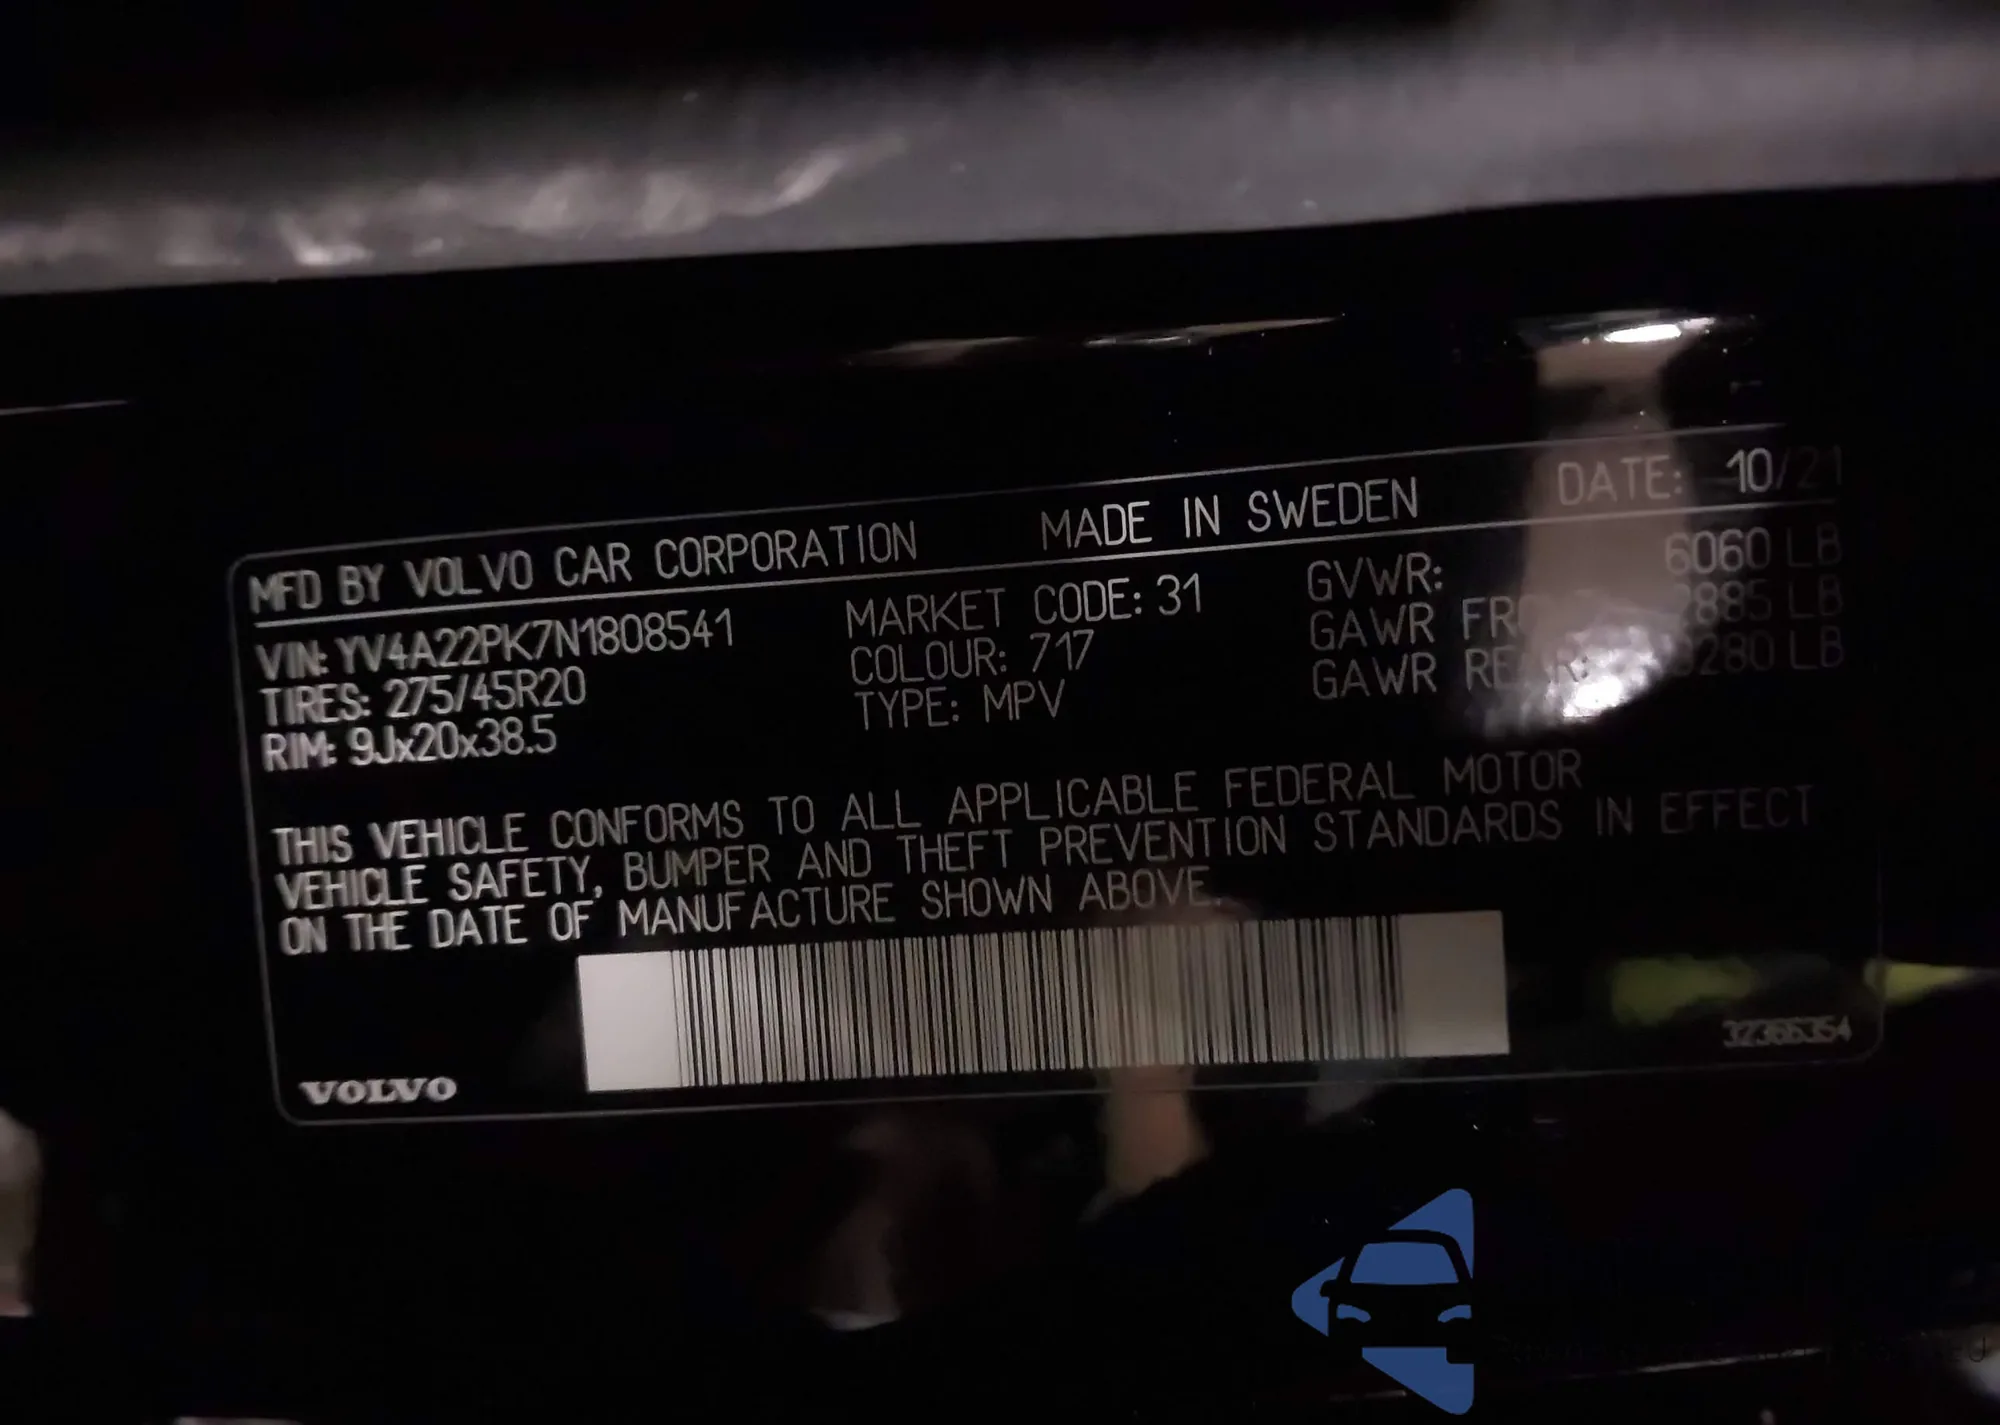 MFD BY VOLVO CAR CORPORATION MADE IN SWEDEN DATE: 10/21
VIN: YV4A22PK7N1808541 MARKET CODE: 31 GVWR: 6060 LB
TIRES: 275/45R20 COLOUR: 717 GAWR LB
RIM: 9Jx20x38.5 TYPE: MPV GAWR REAR: LB
THIS VEHICLE CONFORMS TO ALL APPLICABLE FEDERAL MOTOR
VEHICLE SAFETY, BUMPER AND THEFT PREVENTION STANDARDS IN EFFECT
ON THE DATE OF MANUFACTURE SHOWN ABOVE.
VOLVO 32366354